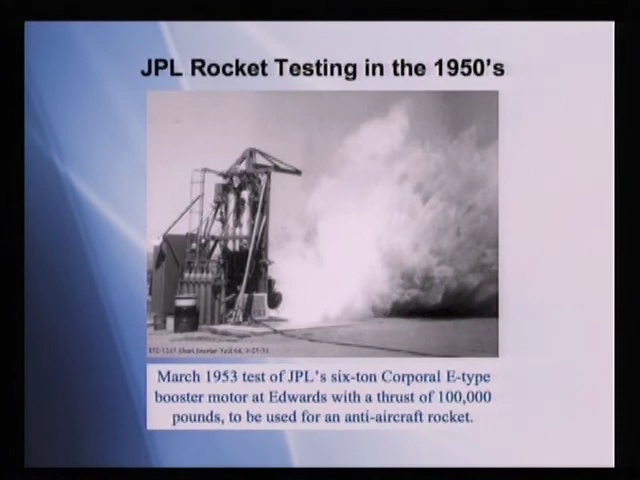 JPL Rocket Testing in the 1950's
March 1953 test of JPL's six-ton Corporal E-type
booster motor at Edwards with a thrust of 100,000
pounds, to be used for an anti-aircraft rocket.